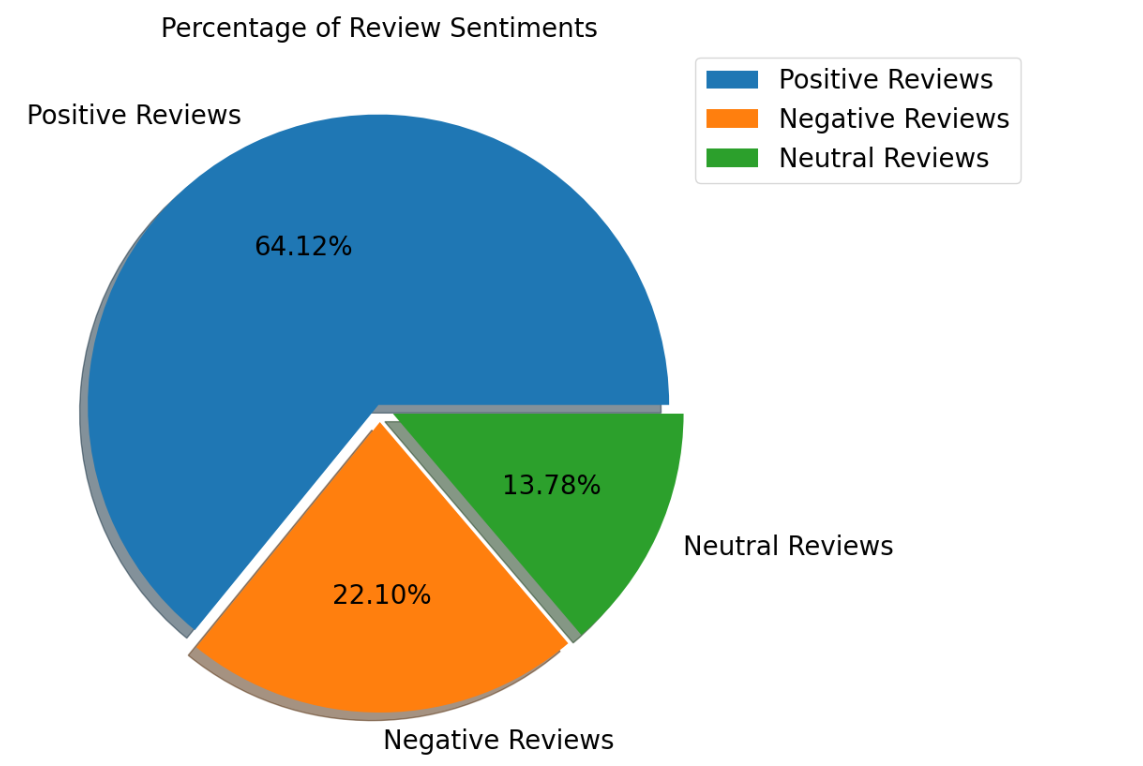 Percentage of Review Sentiments
Positive Reviews
Negative Reviews
Neutral Reviews
Positive Reviews
64.12%
13.78%
Neutral Reviews
22.10%
Negative Reviews